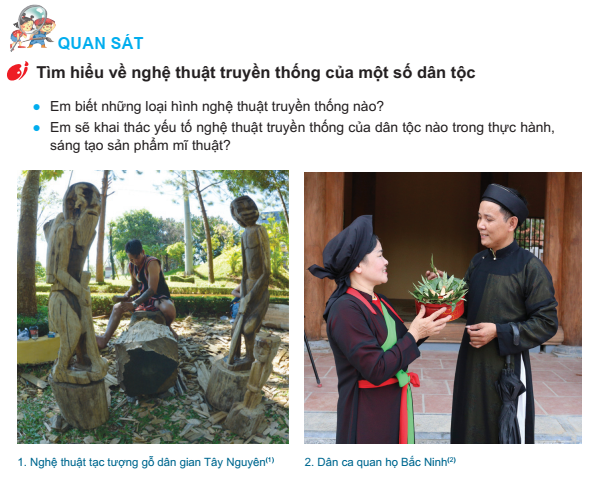 QUAN SÁT
Tìm hiểu về nghệ thuật truyền thống của một số dân tộc
• Em biết những loại hình nghệ thuật truyền thống nào?
• Em sẽ khai thác yếu tố nghệ thuật truyền thống của dân tộc nào trong thực hành,
sáng tạo sản phẩm mĩ thuật?
1. Nghệ thuật tạc tượng gỗ dân gian Tây Nguyên⁽¹⁾
2. Dân ca quan họ Bắc Ninh⁽²⁾